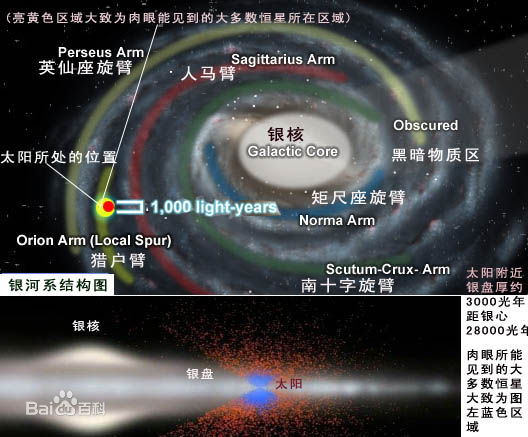 （亮黄色区域大致为肉眼能见到的大多数恒星所在区域）
Perseus Arm
英仙座旋臂
Sagittarius Arm
人马臂
Obscured
黑暗物质区
银核
Galactic Core
太阳所处的位置
1,000 light-years
矩尺座旋臂
Norma Arm
Orion Arm (Local Spur)
猎户臂
Scutum-Crux- Arm
南十字旋臂
银河系结构图
太阳附近
银盘厚约
3000光年
距银心
28000光年
银核
银盘
太阳
肉眼所能
见到的大
多数恒星
大致为图
左蓝色区
域
Bai度百科